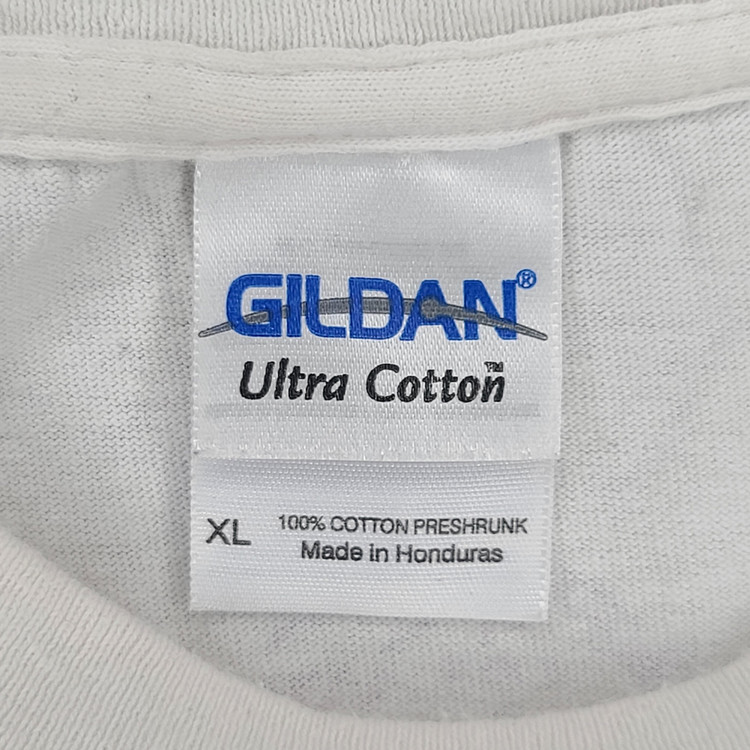 GILDAN®
Ultra Cotton™
XL
100% COTTON PRESHRUNK
Made in Honduras